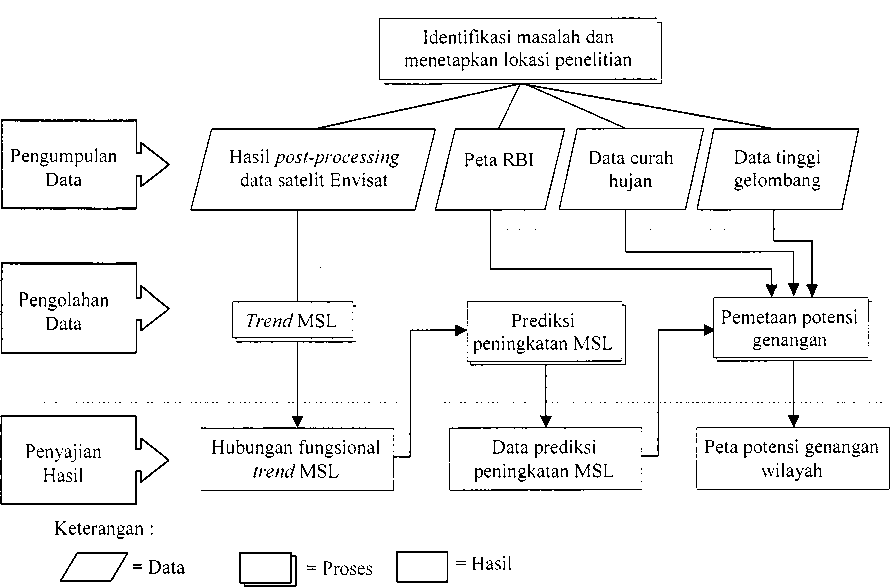 Identifikasi masalah dan
menetapkan lokasi penelitian
Pengumpulan
Data
Hasil post-processing
data satelit Envisat
Peta RBI
Data curah
hujan
Data tinggi
gelombang
Pengolahan
Data
Trend MSL
Prediksi
peningkatan MSL
Pemetaan potensi
genangan
Penyajian
Hasil
Hubungan fungsional
trend MSL
Data prediksi
peningkatan MSL
Peta potensi genangan
wilayah
Keterangan :
= Data
= Proses
= Hasil